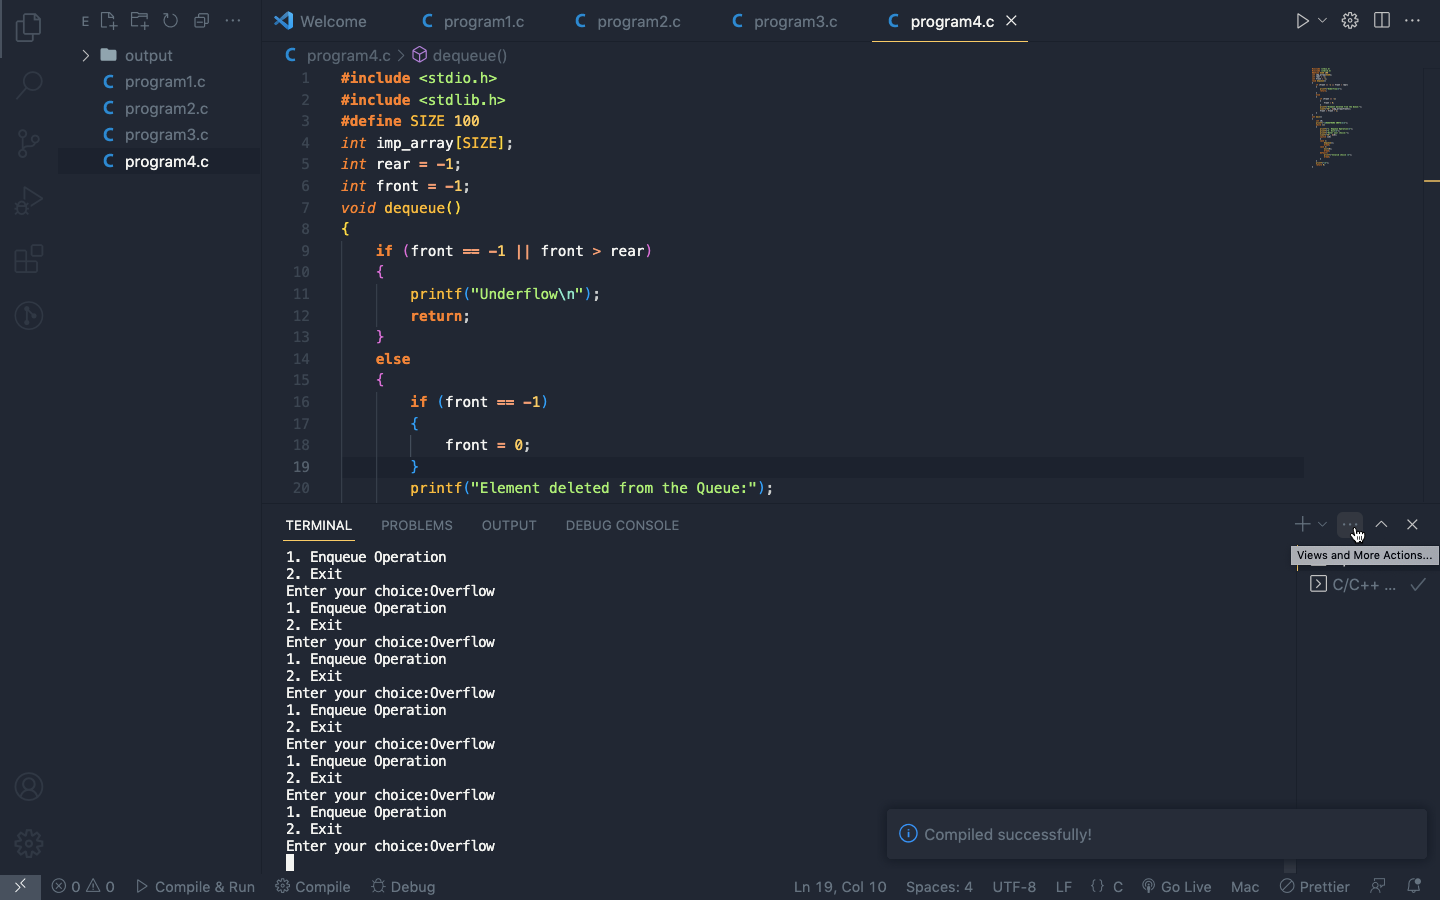 E
Welcome
program1.c
program2.c
program3.c
program4.c
output
program1.c
program2.c
program3.c
program4.c
program4.c > dequeue()
1 #include <stdio.h>
2 #include <stdlib.h>
3 #define SIZE 100
4 int imp_array[SIZE];
5 int rear = -1;
6 int front = -1;
7 void dequeue()
8 {
9 if (front == -1 || front > rear)
10 {
11 printf("Underflow\n");
12 return;
13 }
14 else
15 {
16 if (front == -1)
17 {
18 front = 0;
19 }
20 printf("Element deleted from the Queue:");
TERMINAL PROBLEMS OUTPUT DEBUG CONSOLE
Views and More Actions...
C/C++ ...
1. Enqueue Operation
2. Exit
Enter your choice:Overflow
1. Enqueue Operation
2. Exit
Enter your choice:Overflow
1. Enqueue Operation
2. Exit
Enter your choice:Overflow
1. Enqueue Operation
2. Exit
Enter your choice:Overflow
1. Enqueue Operation
2. Exit
Enter your choice:Overflow
1. Enqueue Operation
2. Exit
Enter your choice:Overflow
Compiled successfully!
0 0 Compile & Run Compile Debug Ln 19, Col 10 Spaces: 4 UTF-8 LF {} C Go Live Mac Prettier